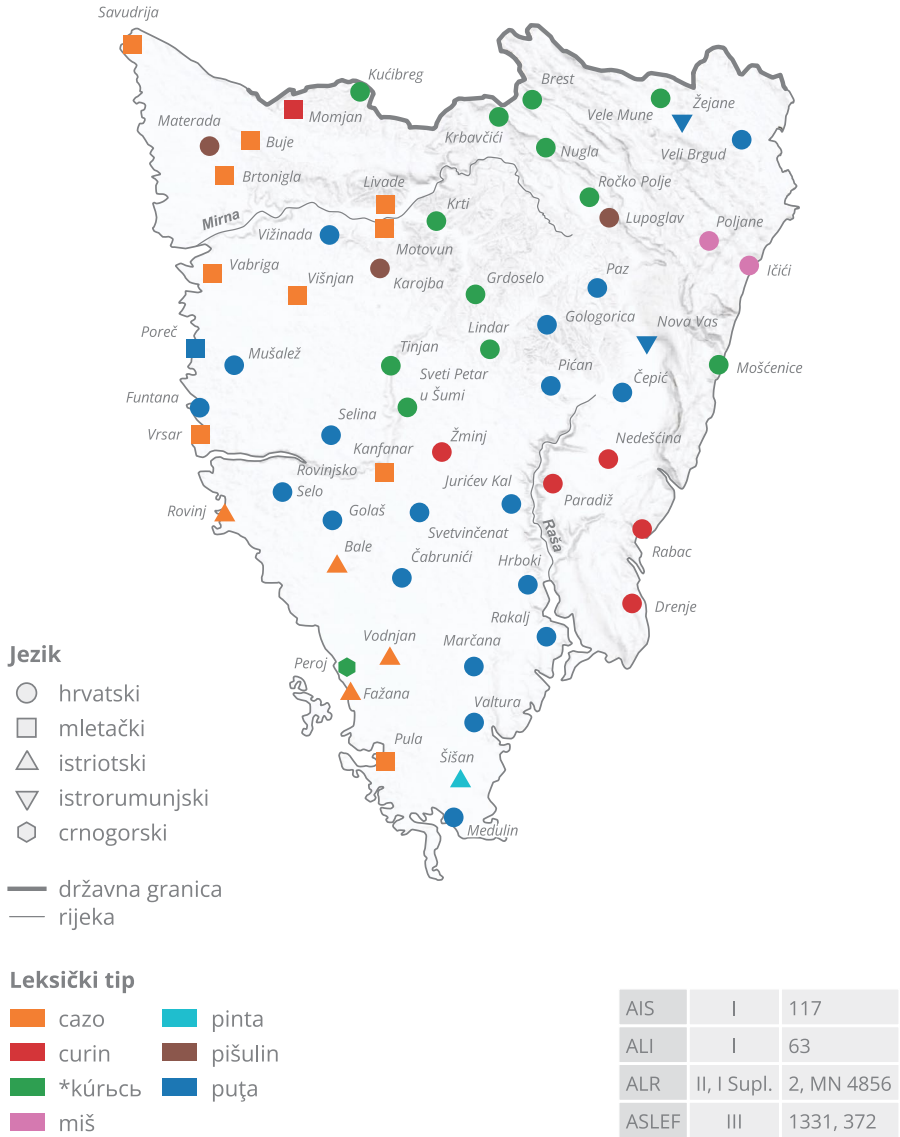 Savudrija
Kućibreg
Brest
Momjan
Vele Mune
Žejane
Materada
Buje
Krbavčići
Nugla
Veli Brgud
Brtonigla
Livade
Ročko Polje
Mirna
Krti
Lupoglav
Poljane
Vižinada
Motovun
Vabriga
Višnjan
Karojba
Grdoselo
Paz
Ičići
Poreč
Lindar
Gologorica
Nova Vas
Mušalež
Tinjan
Pićan
Mošćenice
Sveti Petar
u Šumi
Čepić
Funtana
Selina
Vrsar
Kanfanar
Žminj
Nedešćina
Rovinjsko
Selo
Jurićev Kal
Paradiž
Rovinj
Golaš
Svetvinčenat
Raša
Rabac
Bale
Čabrunići
Hrboki
Drenje
Rakalj
Vodnjan
Marčana
Peroj
Fažana
Valtura
Pula
Šišan
Medulin
Jezik
hrvatski
mletački
istriotski
istrorumunjski
crnogorski
državna granica
rijeka
Leksički tip
cazo
pinta
curin
pišulin
*kúrьcь
puţa
miš
AIS I 117
ALI I 63
ALR II, I Supl. 2, MN 4856
ASLEF III 1331, 372